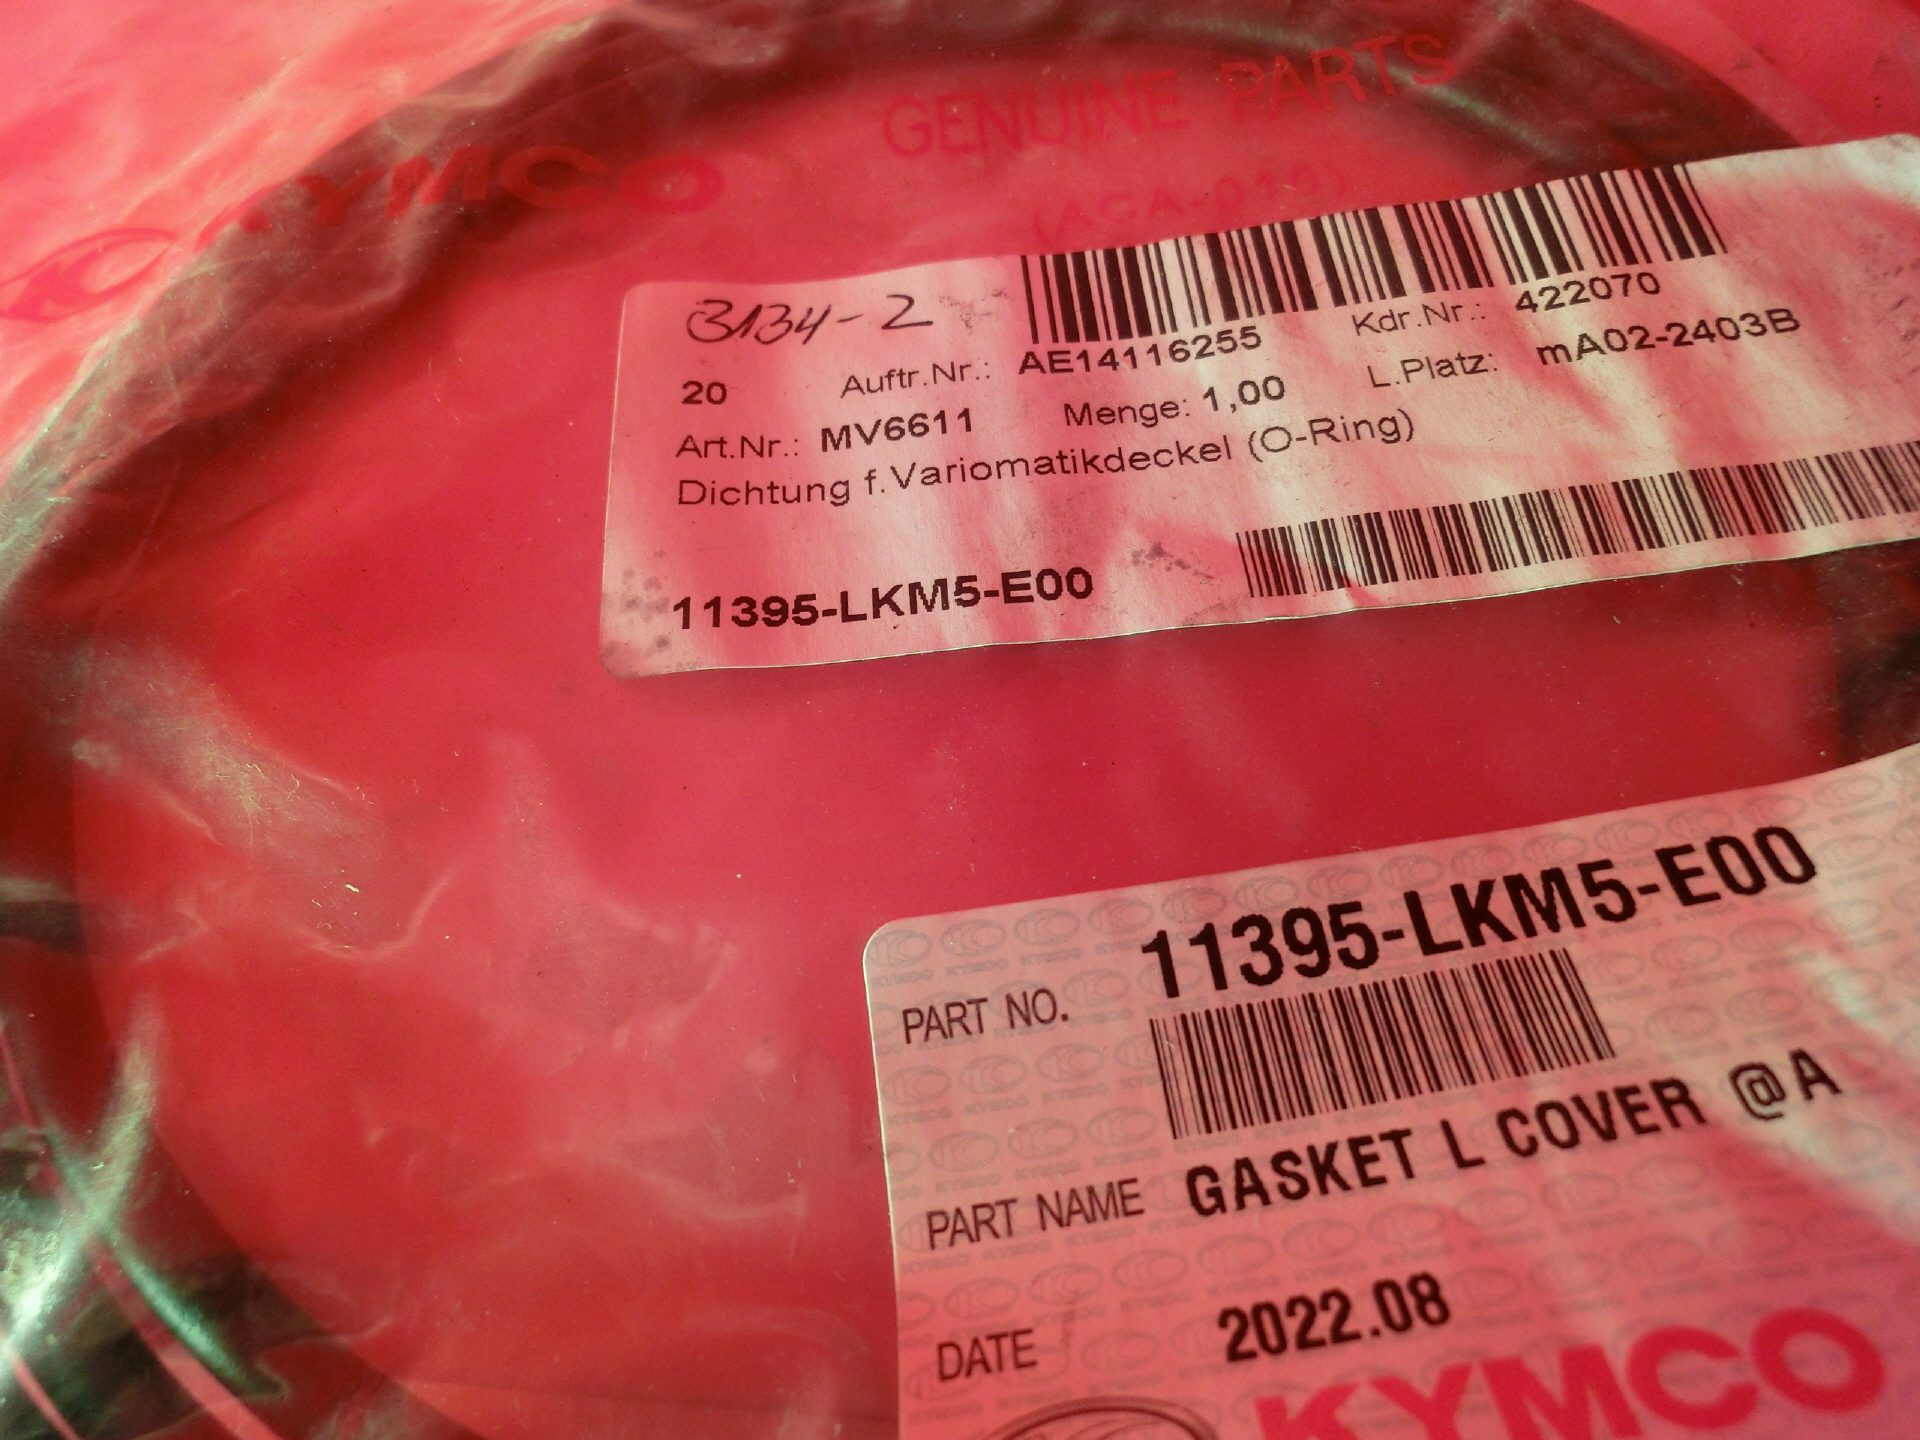 KYMCO
GENUINE PARTS
(ACA-015)
3134-2
20 Auftr.Nr.: AE14116255 Kdr.Nr.: 422070
Art.Nr.: MV6611 Menge: 1,00 L.Platz: mA02-2403B
Dichtung f.Variomatikdeckel (O-Ring)
11395-LKM5-E00
PART NO. 11395-LKM5-E00
PART NAME GASKET L COVER @A
DATE 2022.08
KYMCO